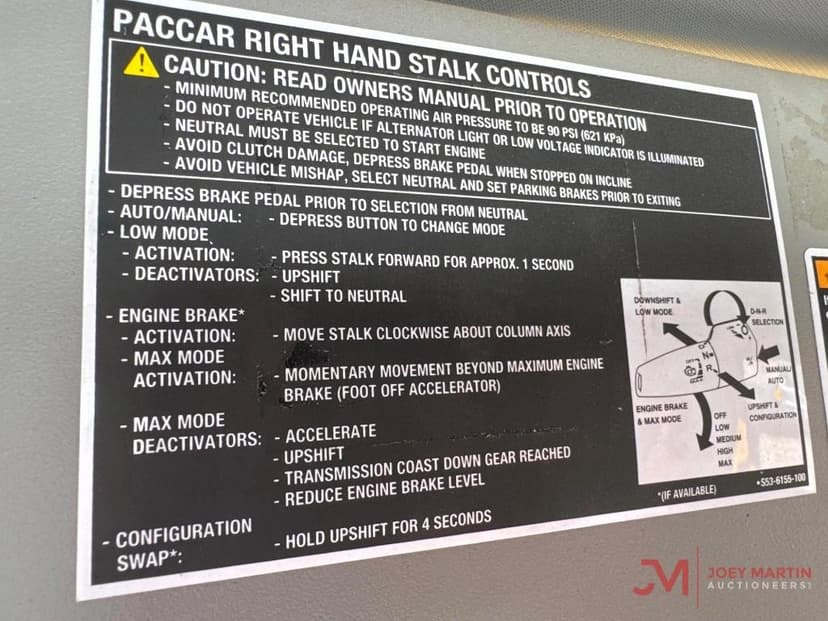 PACCAR RIGHT HAND STALK CONTROLS
CAUTION: READ OWNERS MANUAL PRIOR TO OPERATION
- MINIMUM RECOMMENDED OPERATING AIR PRESSURE TO BE 90 PSI (621 KPa)
- DO NOT OPERATE VEHICLE IF ALTERNATOR LIGHT OR LOW VOLTAGE INDICATOR IS ILLUMINATED
- NEUTRAL MUST BE SELECTED TO START ENGINE
- AVOID CLUTCH DAMAGE, DEPRESS BRAKE PEDAL WHEN STOPPED ON INCLINE
- AVOID VEHICLE MISHAP, SELECT NEUTRAL AND SET PARKING BRAKES PRIOR TO EXITING
- DEPRESS BRAKE PEDAL PRIOR TO SELECTION FROM NEUTRAL
- AUTO/MANUAL: - DEPRESS BUTTON TO CHANGE MODE
- LOW MODE
- ACTIVATION: - PRESS STALK FORWARD FOR APPROX. 1 SECOND
- DEACTIVATORS: - UPSHIFT
- SHIFT TO NEUTRAL
- ENGINE BRAKE*
- ACTIVATION: - MOVE STALK CLOCKWISE ABOUT COLUMN AXIS
- MAX MODE
ACTIVATION: - MOMENTARY MOVEMENT BEYOND MAXIMUM ENGINE
BRAKE (FOOT OFF ACCELERATOR)
- MAX MODE
DEACTIVATORS: - ACCELERATE
- UPSHIFT
- TRANSMISSION COAST DOWN GEAR REACHED
- REDUCE ENGINE BRAKE LEVEL
- CONFIGURATION
SWAP*: - HOLD UPSHIFT FOR 4 SECONDS
DOWNSHIFT &
LOW MODE
D-N-R
SELECTION
N
R
MANUAL/
AUTO
ENGINE BRAKE
& MAX MODE
UPSHIFT &
CONFIGURATION
OFF
LOW
MEDIUM
HIGH
MAX
*(IF AVAILABLE)
• S53-6155-100
JM JOEY MARTIN
AUCTIONEERS